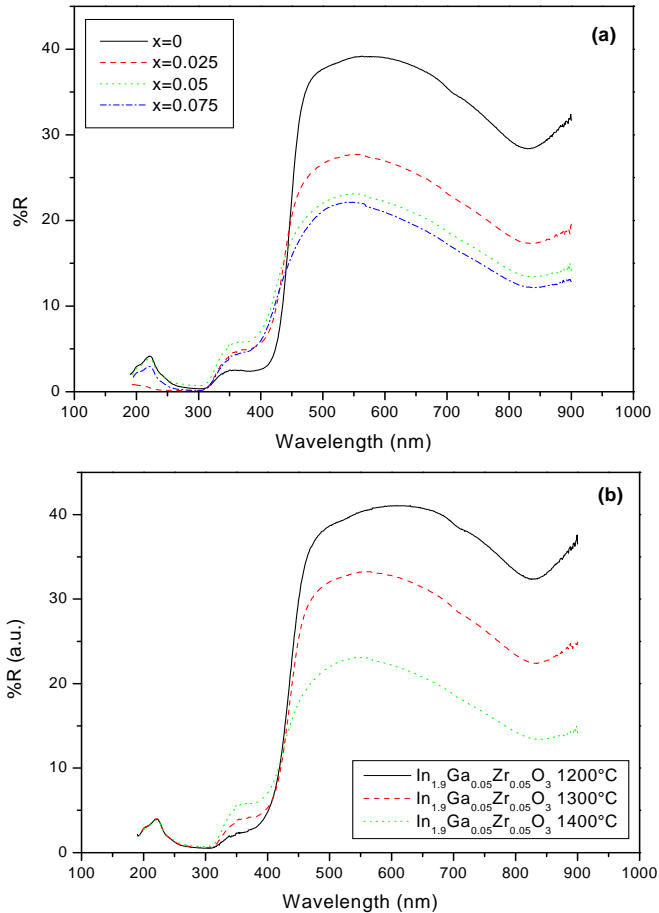 (a)
x=0
x=0.025
x=0.05
x=0.075
40
30
20
10
0
%R
100 200 300 400 500 600 700 800 900 1000
Wavelength (nm)
(b)
40
30
20
10
0
%R (a.u.)
In₁.₉Ga₀.₀₅Zr₀.₀₅O₃ 1200°C
In₁.₉Ga₀.₀₅Zr₀.₀₅O₃ 1300°C
In₁.₉Ga₀.₀₅Zr₀.₀₅O₃ 1400°C
100 200 300 400 500 600 700 800 900 1000
Wavelength (nm)